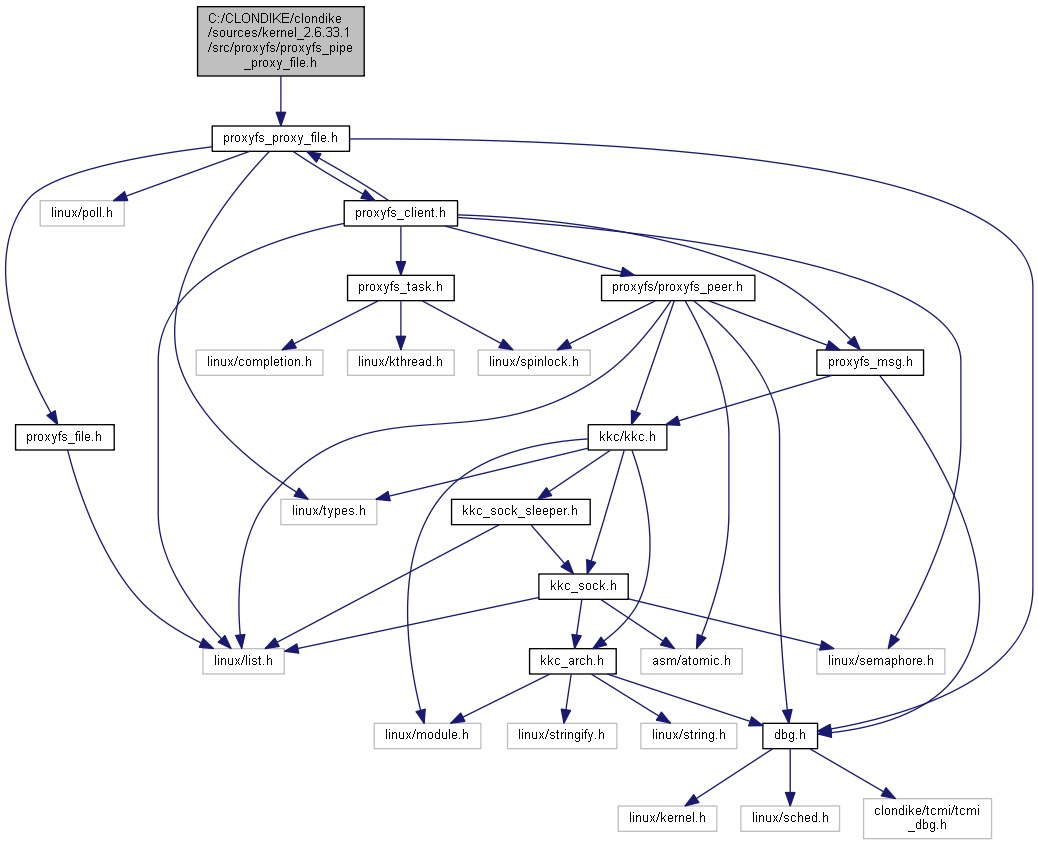 C:/CLONDIKE/clondike
/sources/kernel_2.6.33.1
/src/proxyfs/proxyfs_pipe
_proxy_file.h
proxyfs_proxy_file.h
linux/poll.h
proxyfs_client.h
proxyfs_task.h
proxyfs/proxyfs_peer.h
linux/completion.h
linux/kthread.h
linux/spinlock.h
proxyfs_msg.h
proxyfs_file.h
kkc/kkc.h
linux/types.h
kkc_sock_sleeper.h
kkc_sock.h
linux/list.h
kkc_arch.h
asm/atomic.h
linux/semaphore.h
linux/module.h
linux/stringify.h
linux/string.h
dbg.h
linux/kernel.h
linux/sched.h
clondike/tcmi/tcmi
_dbg.h